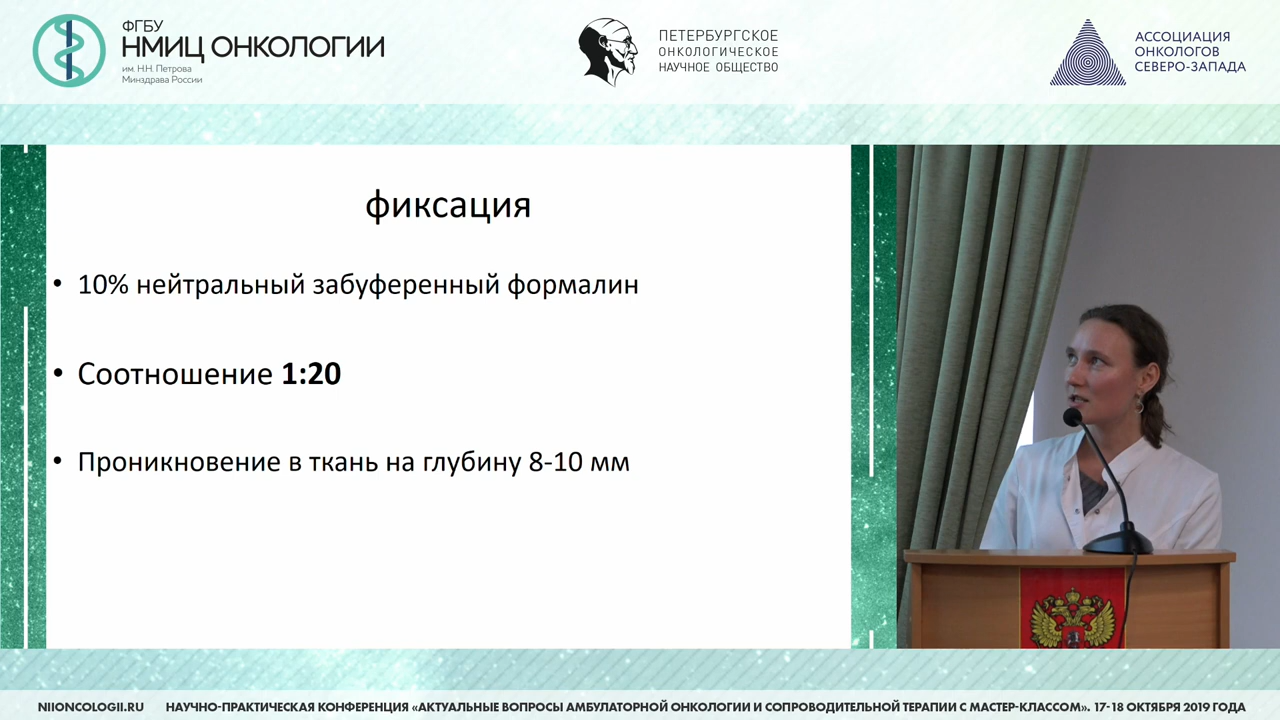 ФГБУ
НМИЦ ОНКОЛОГИИ
им. Н.Н. Петрова
Минздрава России
ПЕТЕРБУРГСКОЕ
ОНКОЛОГИЧЕСКОЕ
НАУЧНОЕ ОБЩЕСТВО
АССОЦИАЦИЯ
ОНКОЛОГОВ
СЕВЕРО-ЗАПАДА
фиксация
• 10% нейтральный забуференный формалин
• Соотношение 1:20
• Проникновение в ткань на глубину 8-10 мм
NIIONCOLOGII.RU НАУЧНО-ПРАКТИЧЕСКАЯ КОНФЕРЕНЦИЯ «АКТУАЛЬНЫЕ ВОПРОСЫ АМБУЛАТОРНОЙ ОНКОЛОГИИ И СОПРОВОДИТЕЛЬНОЙ ТЕРАПИИ С МАСТЕР-КЛАССОМ». 17-18 ОКТЯБРЯ 2019 ГОДА